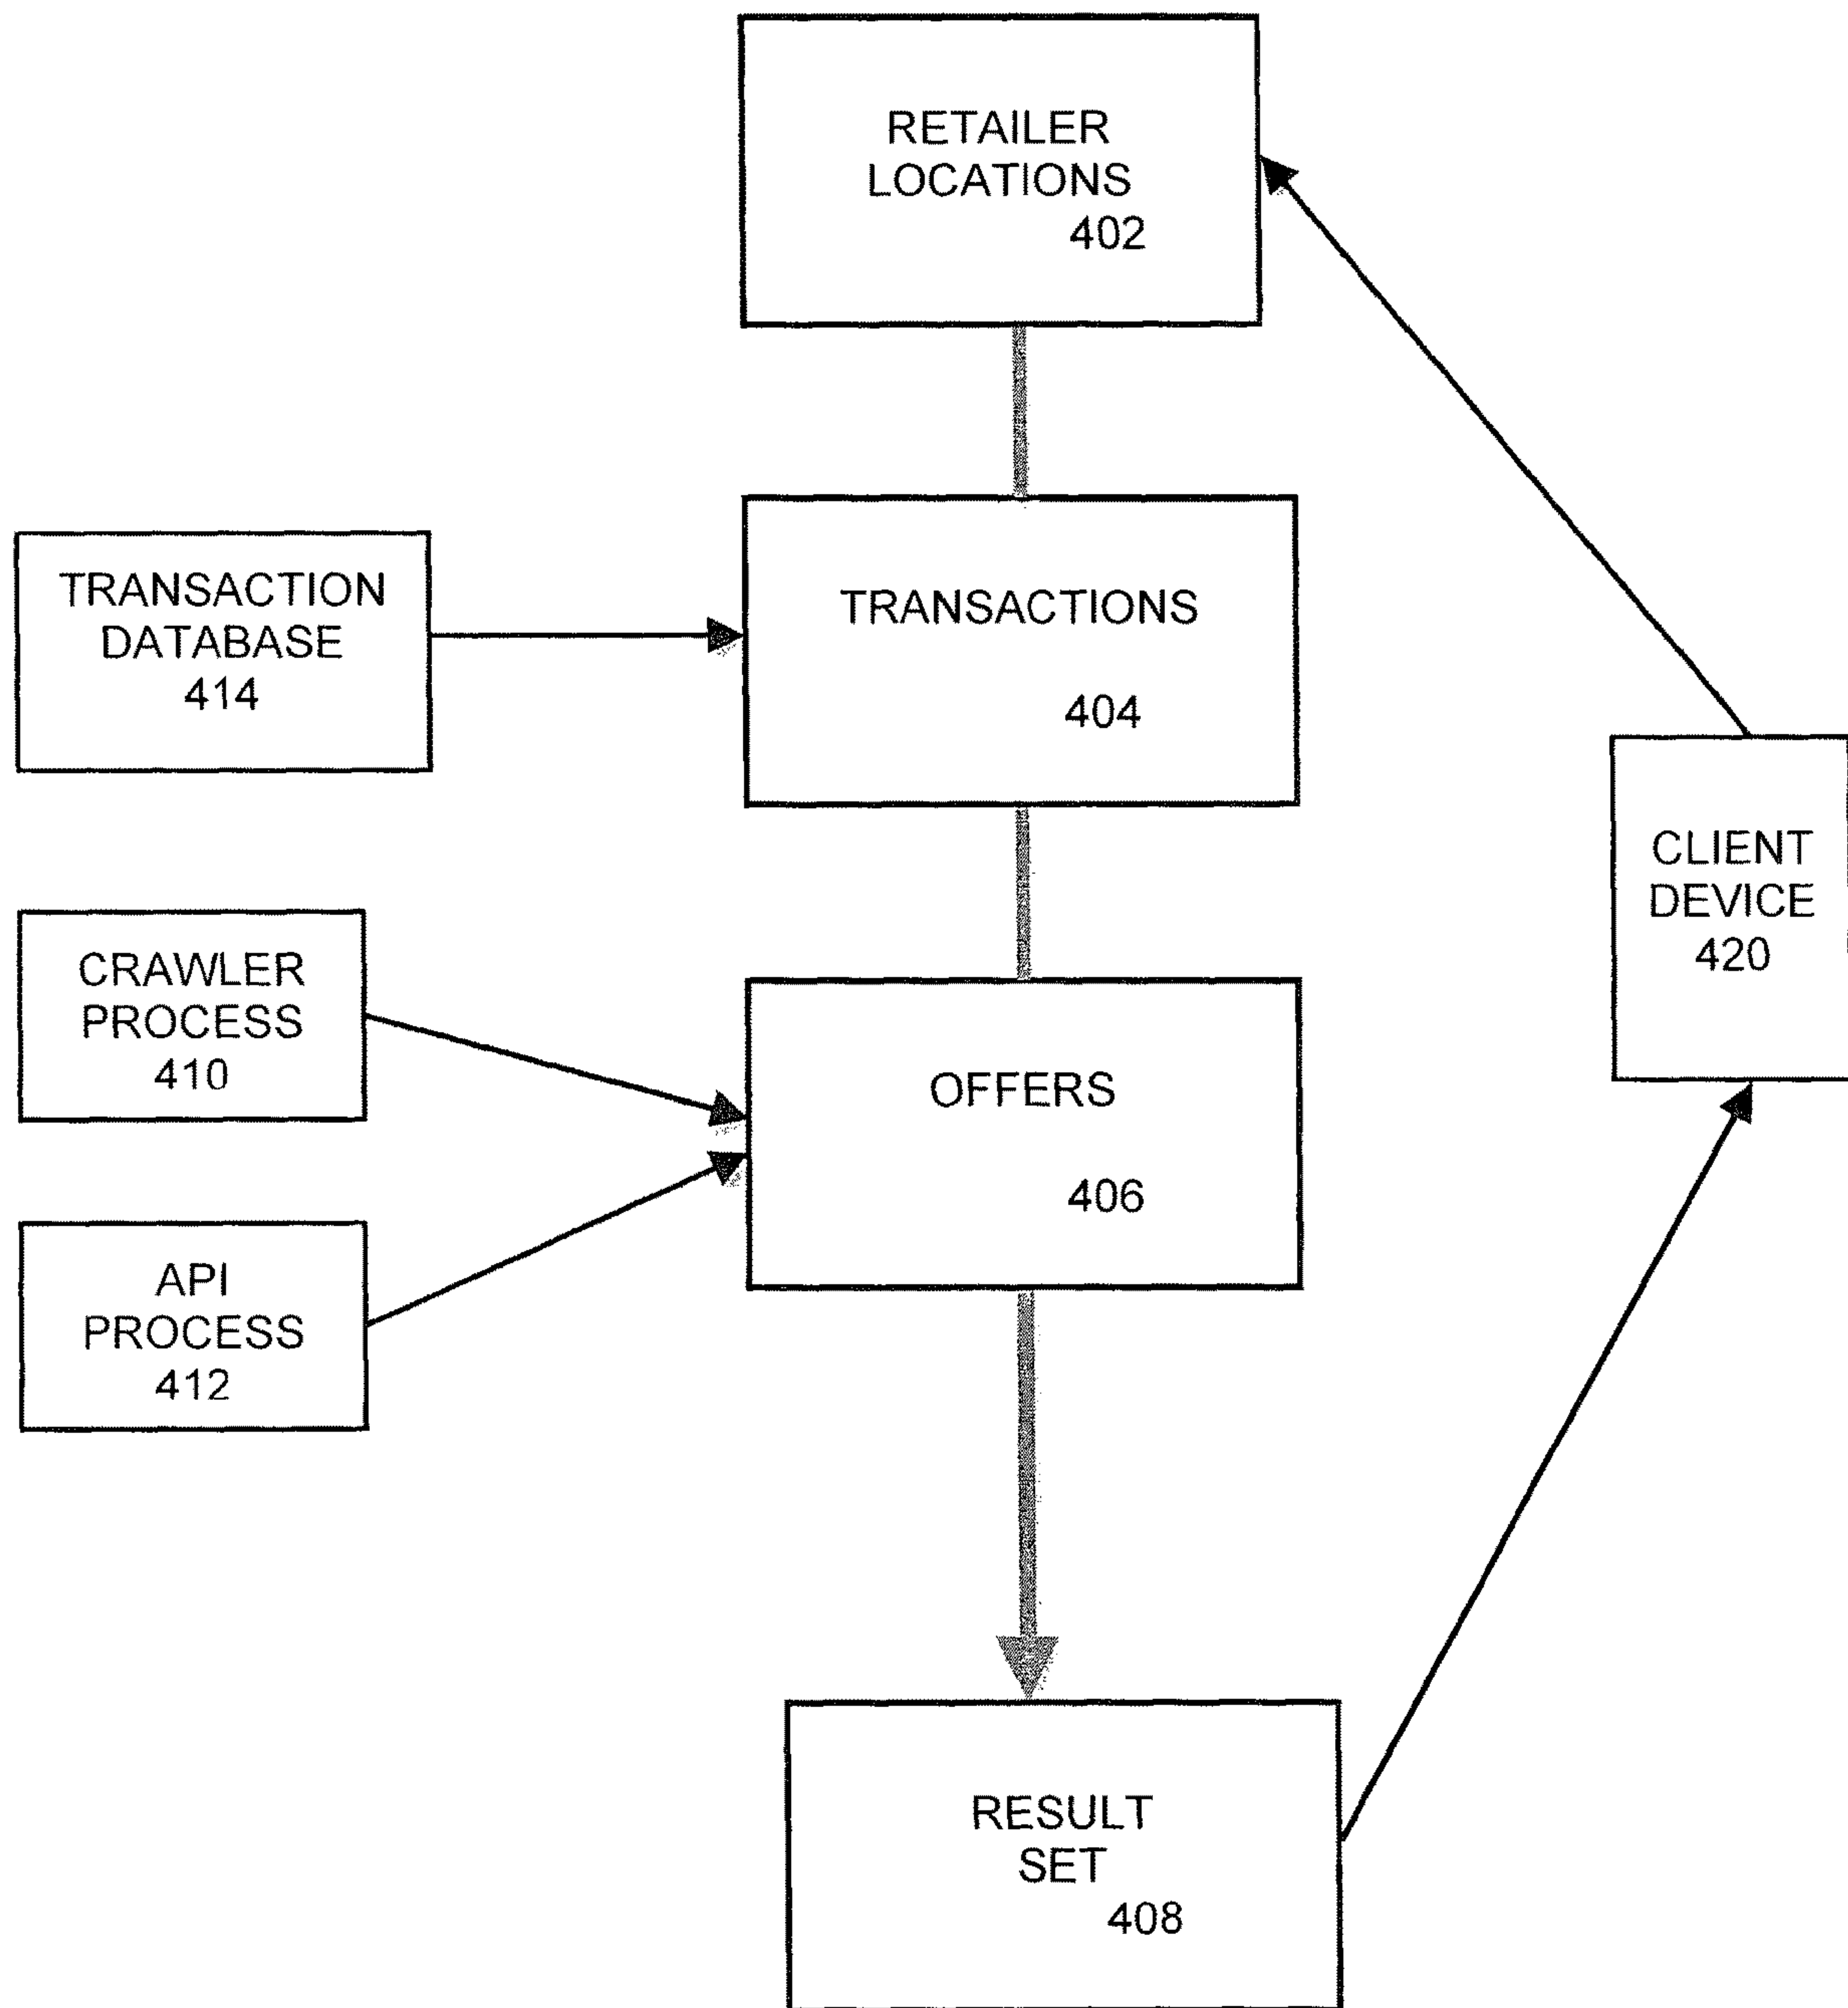 RETAILER
LOCATIONS
402
TRANSACTION
DATABASE
414
TRANSACTIONS
404
CLIENT
DEVICE
420
CRAWLER
PROCESS
410
OFFERS
406
API
PROCESS
412
RESULT
SET
408